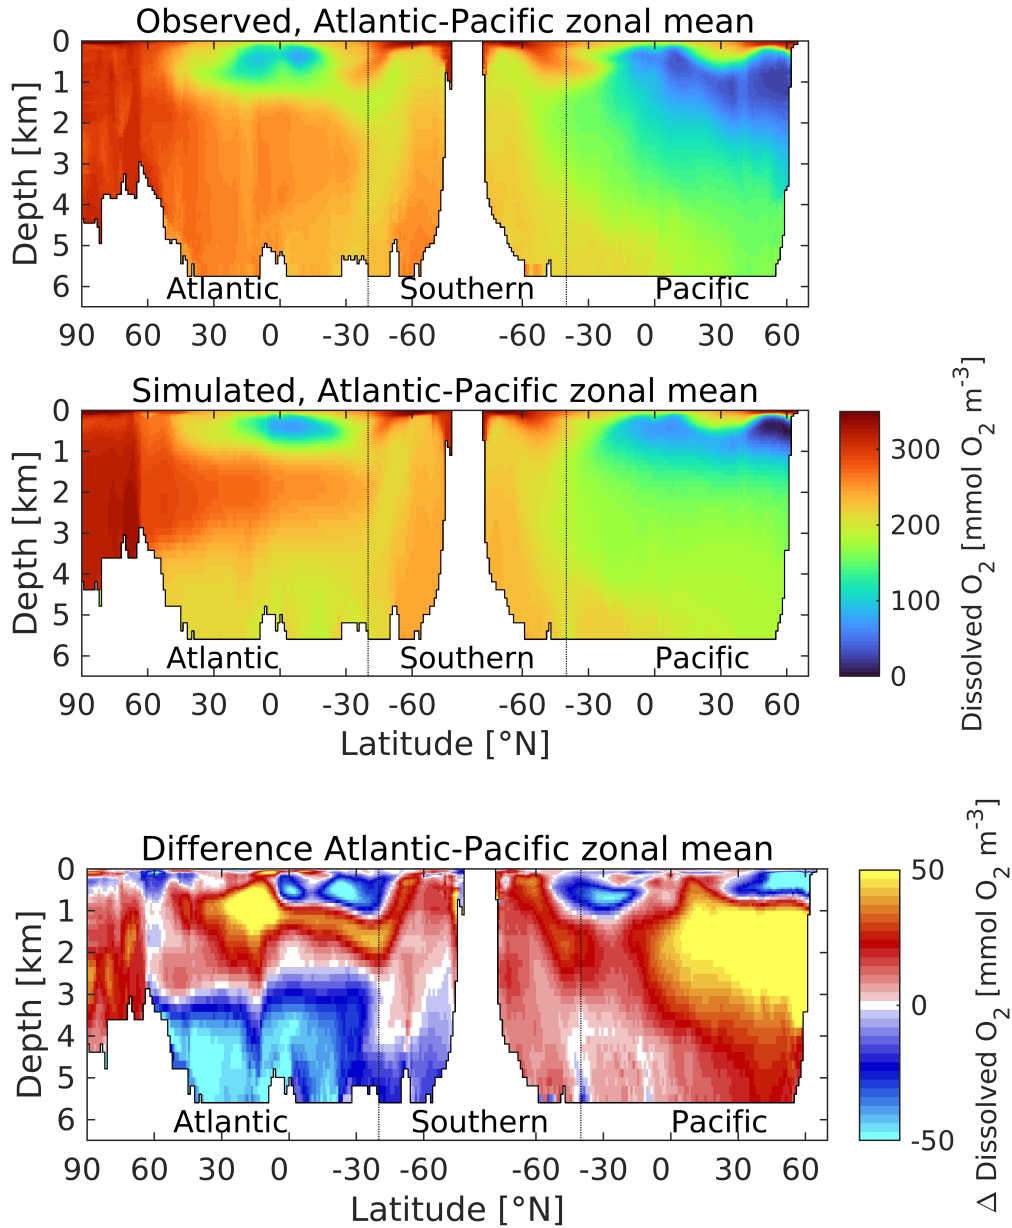 Observed, Atlantic-Pacific zonal mean
0
1
2
3
4
5
6
Depth [km]
Atlantic Southern Pacific
90 60 30 0 -30 -60 -60 -30 0 30 60
Simulated, Atlantic-Pacific zonal mean
0
1
2
3
4
5
6
Depth [km]
Atlantic Southern Pacific
90 60 30 0 -30 -60 -60 -30 0 30 60
Latitude [°N]
300
200
100
0
Dissolved O2 [mmol O2 m-3]
Difference Atlantic-Pacific zonal mean
0
1
2
3
4
5
6
Depth [km]
Atlantic Southern Pacific
90 60 30 0 -30 -60 -60 -30 0 30 60
Latitude [°N]
50
0
-50
Δ Dissolved O2 [mmol O2 m-3]